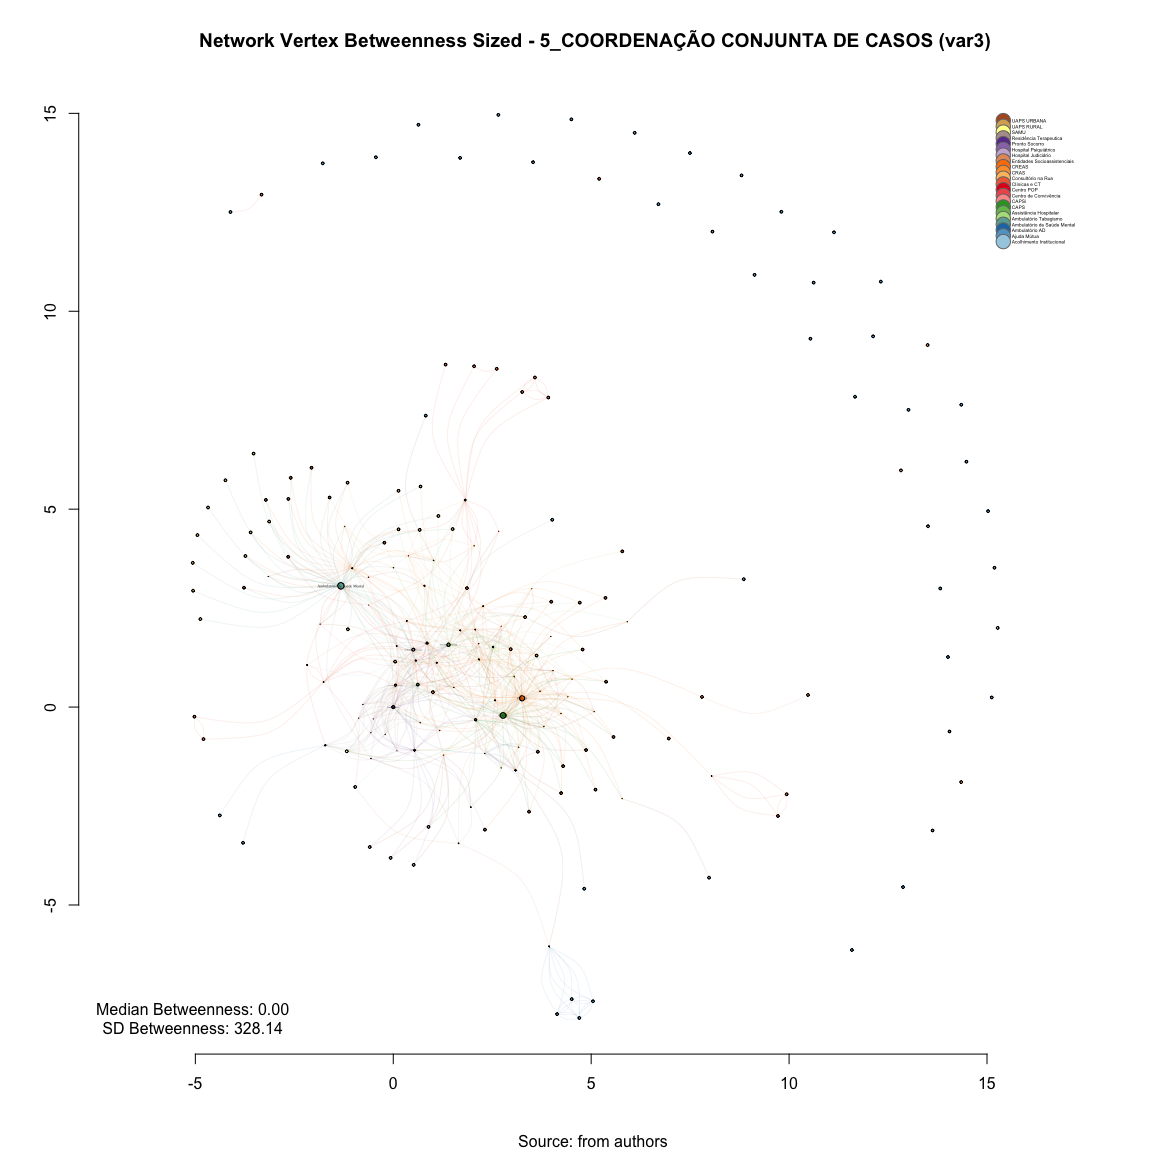 Network Vertex Betweenness Sized - 5_COORDENAÇÃO CONJUNTA DE CASOS (var3)
15
10
5
0
-5
UAPS URBANA
UAPS RURAL
SAMU
Residência Terapeutica
Pronto Socorro
Hospital Psiquiátrico
Hospital Judiciário
Entidades Socioassistenciais
CREAS
CRAS
Consultório na Rua
Clínicas e CT
Centro POP
Centro de Convivência
CAPSi
CAPS
Assistência Hospitalar
Ambulatório Tabagismo
Ambulatório de Saúde Mental
Ambulatório AD
Ajuda Mútua
Acolhimento Institucional
Median Betweenness: 0.00
SD Betweenness: 328.14
-5
0
5
10
15
Source: from authors